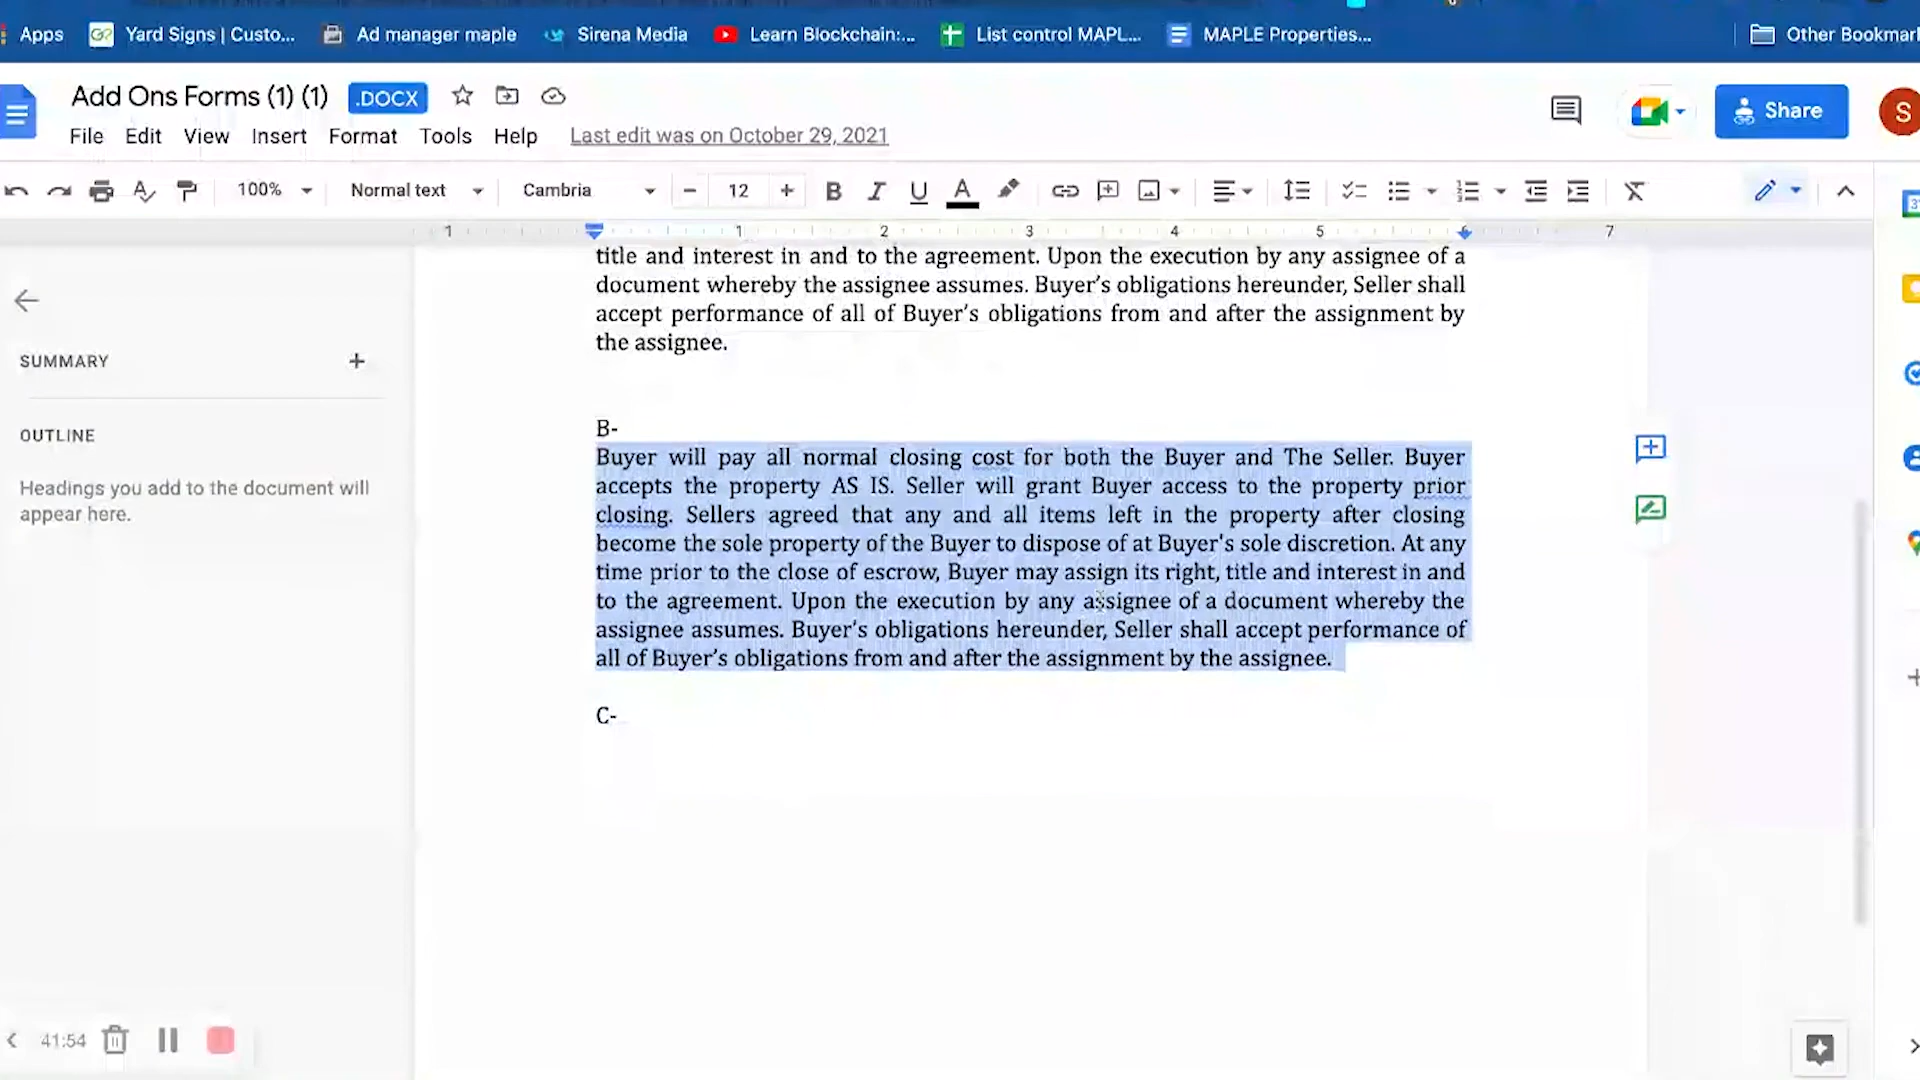 Apps
Yard Signs | Custo...
Ad manager maple
Sirena Media
Learn Blockchain:...
List control MAPL...
MAPLE Properties...
Other Bookmark
Add Ons Forms (1) (1)
.DOCX
Share
S
File Edit View Insert Format Tools Help
Last edit was on October 29, 2021
100%
Normal text
Cambria
12
1 1 2 3 4 5 6 7
title and interest in and to the agreement. Upon the execution by any assignee of a
document whereby the assignee assumes. Buyer's obligations hereunder, Seller shall
accept performance of all of Buyer's obligations from and after the assignment by
the assignee.
SUMMARY
OUTLINE
Headings you add to the document will
appear here.
B-
Buyer will pay all normal closing cost for both the Buyer and The Seller. Buyer
accepts the property AS IS. Seller will grant Buyer access to the property prior
closing. Sellers agreed that any and all items left in the property after closing
become the sole property of the Buyer to dispose of at Buyer's sole discretion. At any
time prior to the close of escrow, Buyer may assign its right, title and interest in and
to the agreement. Upon the execution by any assignee of a document whereby the
assignee assumes. Buyer's obligations hereunder, Seller shall accept performance of
all of Buyer's obligations from and after the assignment by the assignee.
C-
41:54